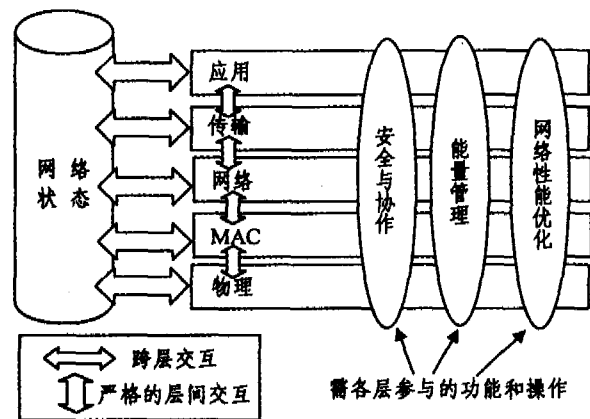 网 络
状 态
应用
传输
网络
MAC
物理
安全与协作
能量管理
网络性能优化
跨层交互
严格的层间交互
需各层参与的功能和操作